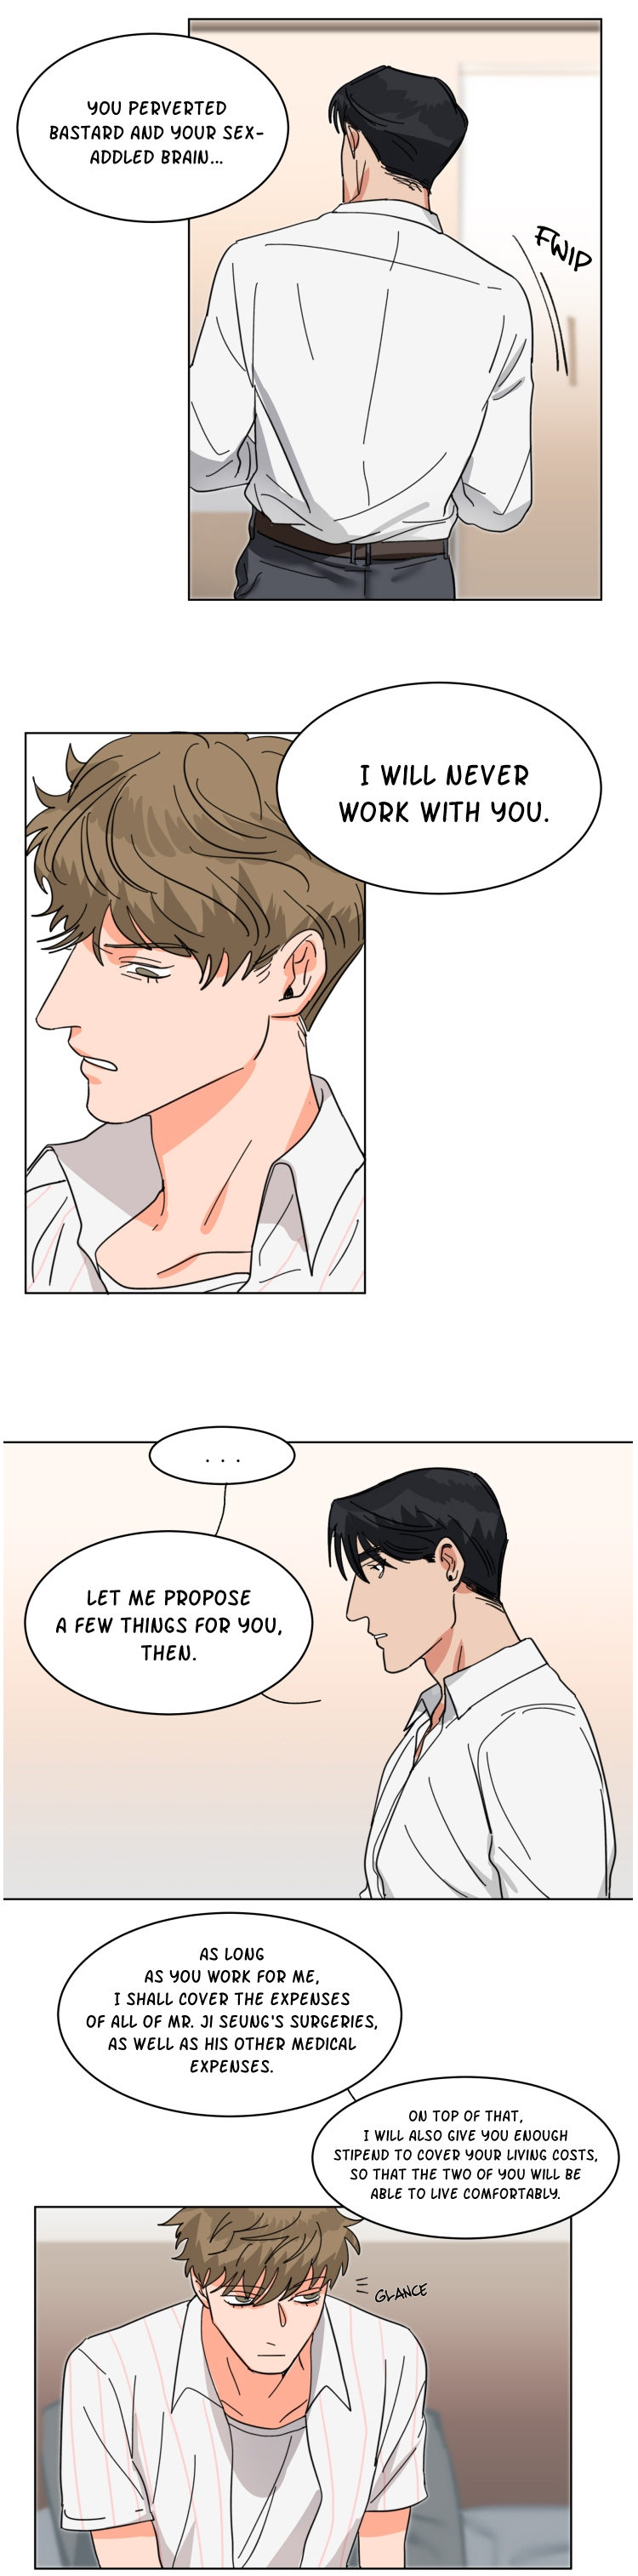 YOU PERVERTED
BASTARD AND YOUR SEX-
ADDLED BRAIN...
FWIP
I WILL NEVER
WORK WITH YOU.
...
LET ME PROPOSE
A FEW THINGS FOR YOU,
THEN.
AS LONG
AS YOU WORK FOR ME,
I SHALL COVER THE EXPENSES
OF ALL OF MR. JI SEUNG'S SURGERIES,
AS WELL AS HIS OTHER MEDICAL
EXPENSES.
ON TOP OF THAT,
I WILL ALSO GIVE YOU ENOUGH
STIPEND TO COVER YOUR LIVING COSTS,
SO THAT THE TWO OF YOU WILL BE
ABLE TO LIVE COMFORTABLY.
GLANCE